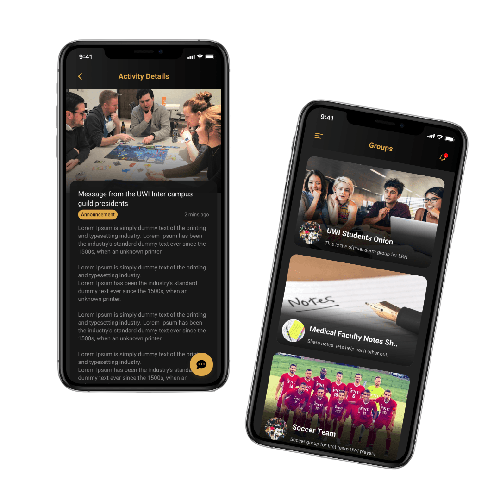 9:41
Activity Details
Message from the UWI Inter campus
guild presidents
Announcement
2 mins ago
Lorem Ipsum is simply dummy text of the printing
and typesetting industry. Lorem Ipsum has been
the industry's standard dummy text ever since the
1500s, when an unknown printer
Lorem Ipsum is simply dummy text of the printing
and typesetting industry.
Lorem Ipsum has been the industry's standard
dummy text ever since the 1500s, when an
unknown printer
Lorem Ipsum is simply dummy text of the printing
and typesetting industry. Lorem Ipsum has been
the industry's standard dummy text ever since the
1500s, when an unknown printer
Lorem Ipsum is simply dummy text of the
and typesetting industry. Lorem Ipsum
the industry's standard
dummy text ever since the 1500s, when an
9:41
Groups
UWI Students Union
Notes
Medical Faculty Notes Sh..
Soccer Team